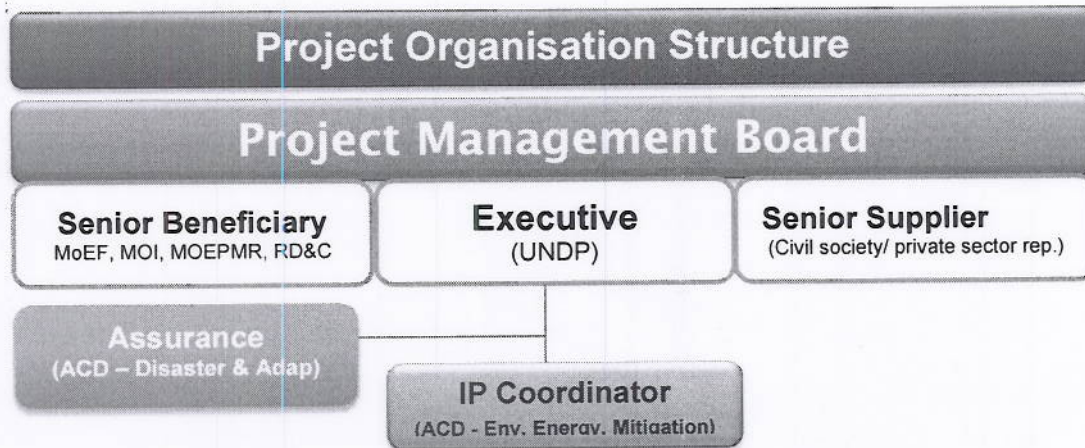 Project Organisation Structure
Project Management Board
Senior Beneficiary
MoEF, MOI, MOEPMR, RD&C
Executive
(UNDP)
Senior Supplier
(Civil society/ private sector rep.)
Assurance
(ACD – Disaster & Adap)
IP Coordinator
(ACD - Env. Energy. Mitigation)